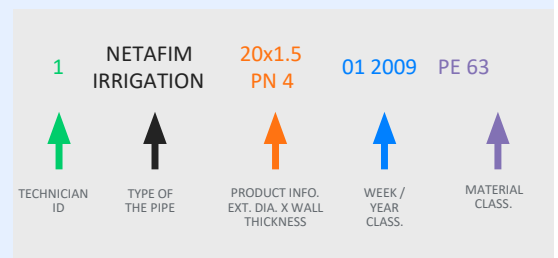 1
NETAFIM
IRRIGATION
20x1.5
PN 4
01 2009
PE 63
TECHNICIAN
ID
TYPE OF
THE PIPE
PRODUCT INFO.
EXT. DIA. X WALL
THICKNESS
WEEK /
YEAR
CLASS.
MATERIAL
CLASS.